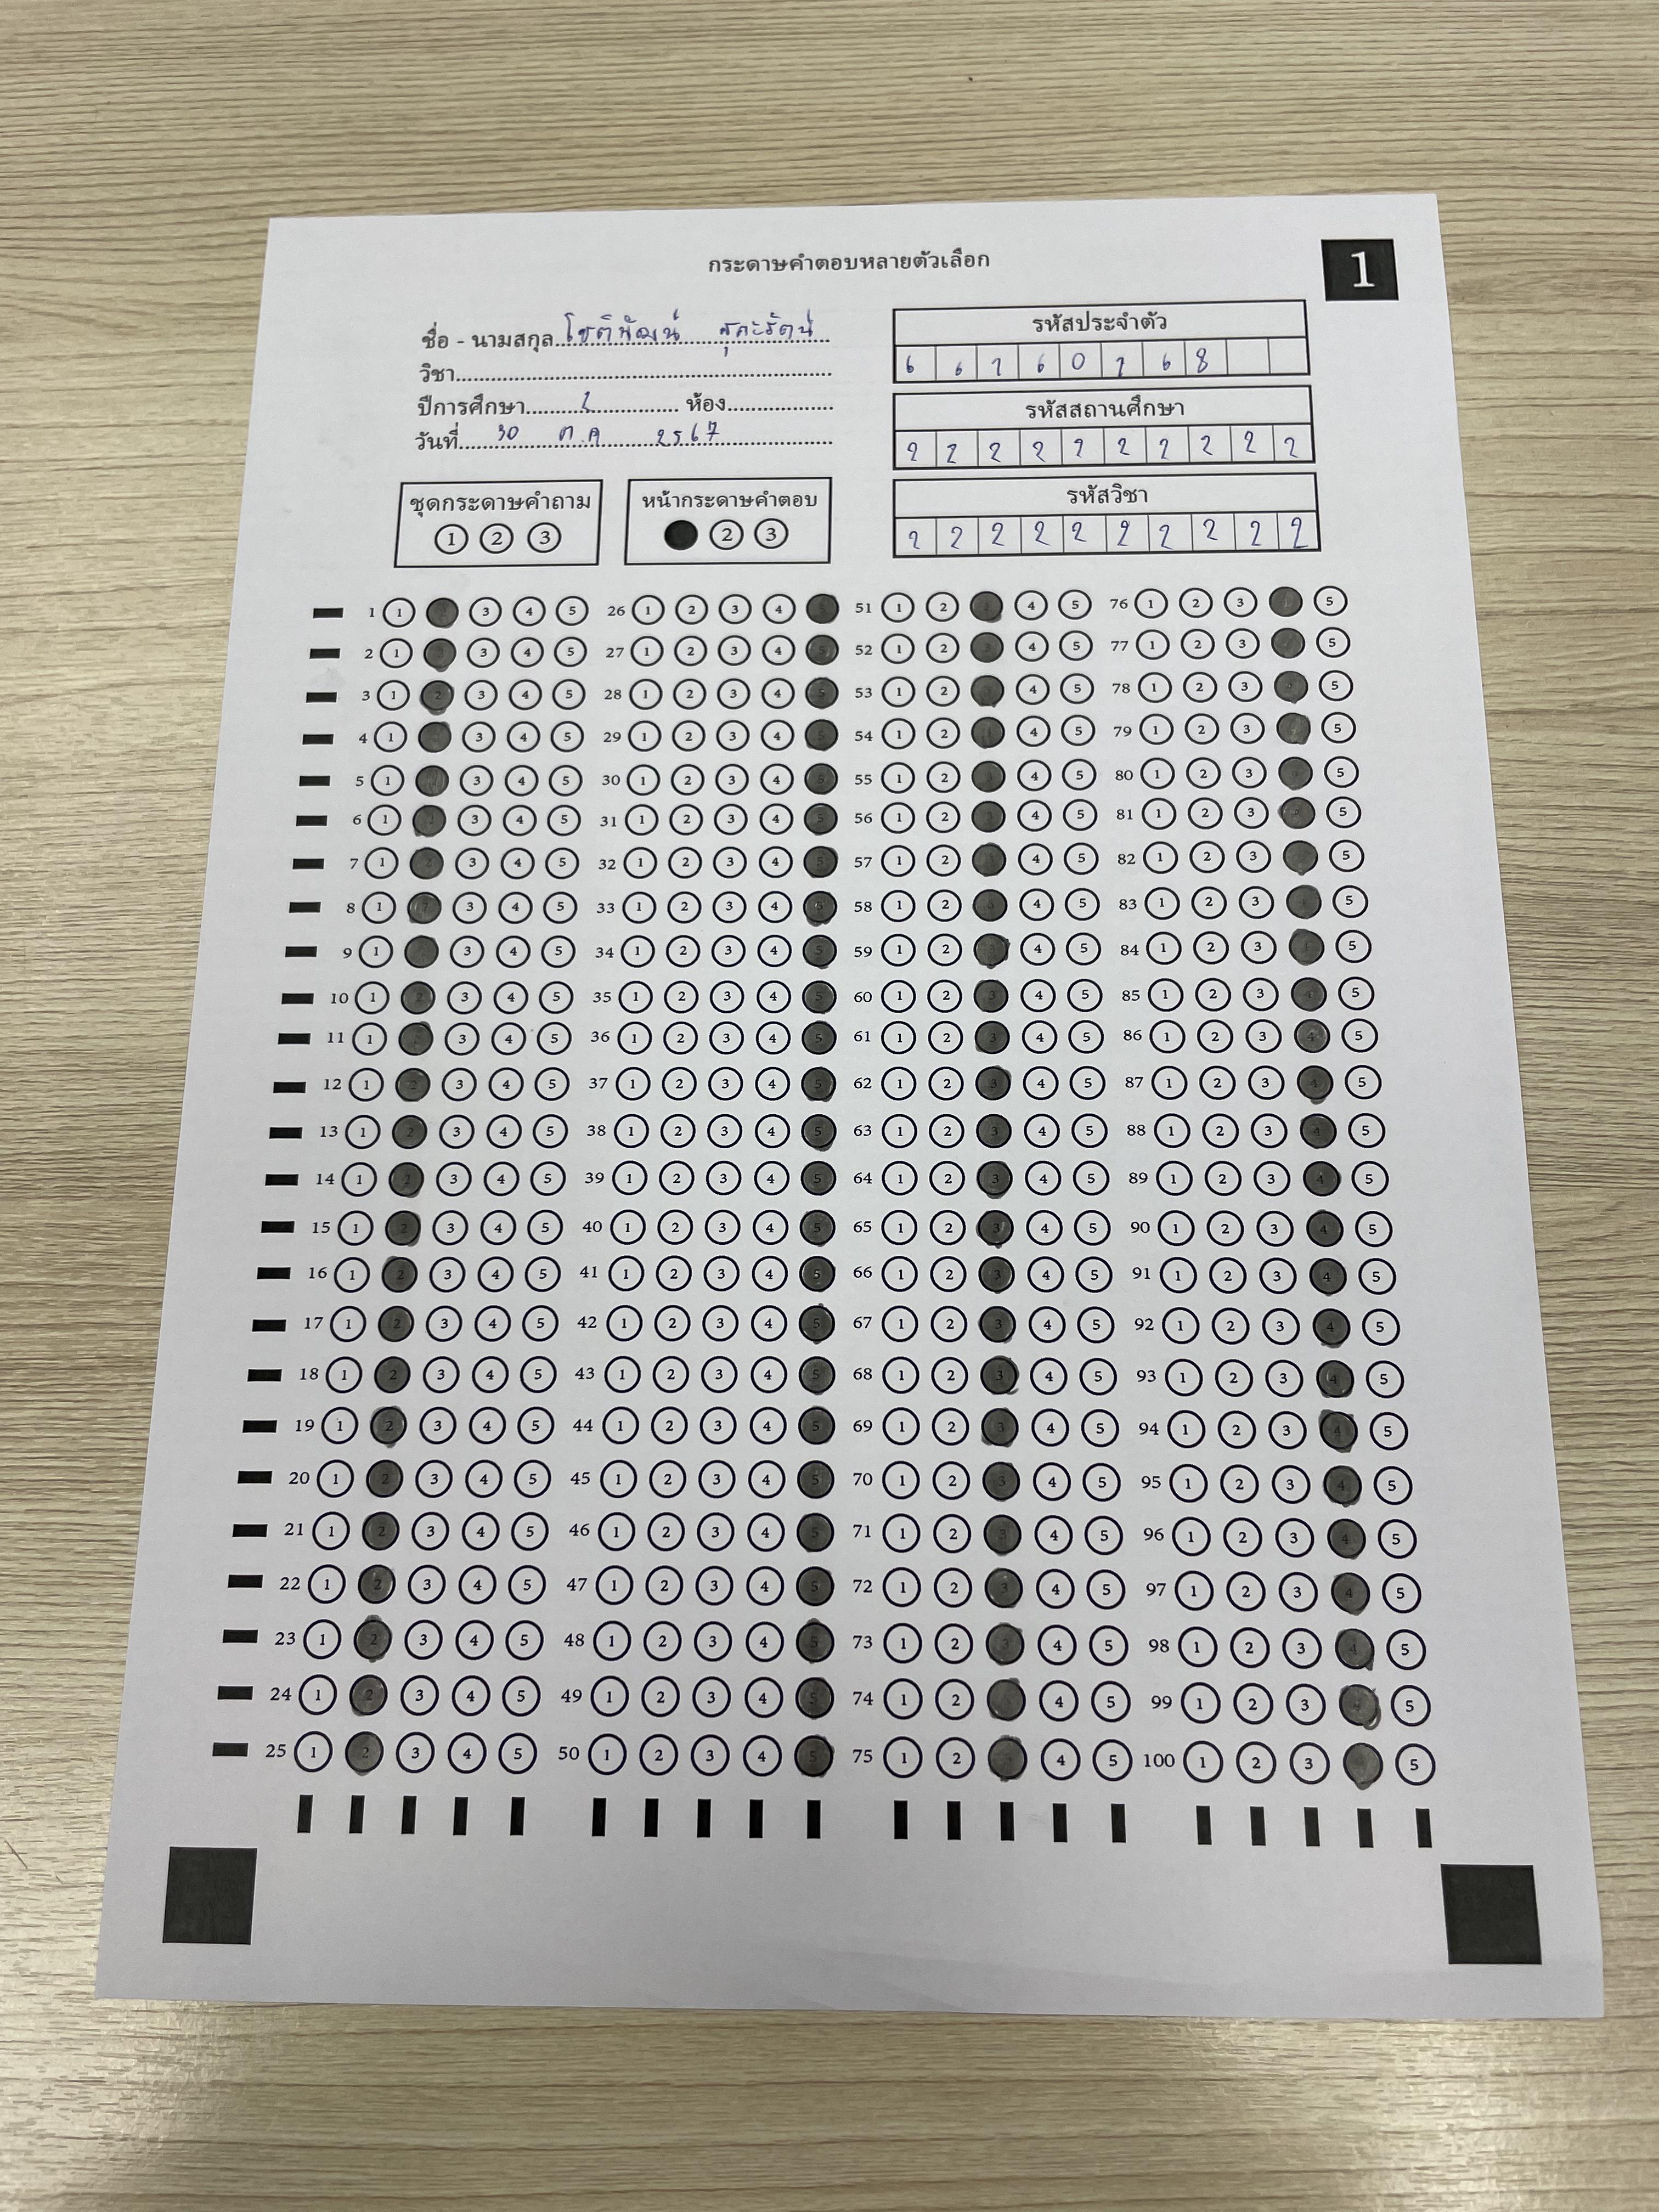 กระดาษคำตอบหลายตัวเลือก
1
ชื่อ - นามสกุล โชติพัฒน์ สุคะรัตน์
วิชา
ปีการศึกษา ห้อง
วันที่ 30 ต.ค 2567
รหัสประจำตัว
6 6 1 6 0 1 6 8
รหัสสถานศึกษา
2 2 2 2 2 2 2 2 2 2
รหัสวิชา
2 2 2 2 2 2 2 2 2 2
ชุดกระดาษคำถาม
1 2 3
หน้ากระดาษคำตอบ
2 3
1 1 2 3 4 5 26 1 2 3 4 5 51 1 2 3 4 5 76 1 2 3 4 5
2 1 2 3 4 5 27 1 2 3 4 5 52 1 2 3 4 5 77 1 2 3 4 5
3 1 2 3 4 5 28 1 2 3 4 5 53 1 2 3 4 5 78 1 2 3 4 5
4 1 2 3 4 5 29 1 2 3 4 5 54 1 2 3 4 5 79 1 2 3 4 5
5 1 2 3 4 5 30 1 2 3 4 5 55 1 2 3 4 5 80 1 2 3 4 5
6 1 2 3 4 5 31 1 2 3 4 5 56 1 2 3 4 5 81 1 2 3 4 5
7 1 2 3 4 5 32 1 2 3 4 5 57 1 2 3 4 5 82 1 2 3 4 5
8 1 2 3 4 5 33 1 2 3 4 5 58 1 2 3 4 5 83 1 2 3 4 5
9 1 2 3 4 5 34 1 2 3 4 5 59 1 2 3 4 5 84 1 2 3 4 5
10 1 2 3 4 5 35 1 2 3 4 5 60 1 2 3 4 5 85 1 2 3 4 5
11 1 2 3 4 5 36 1 2 3 4 5 61 1 2 3 4 5 86 1 2 3 4 5
12 1 2 3 4 5 37 1 2 3 4 5 62 1 2 3 4 5 87 1 2 3 4 5
13 1 2 3 4 5 38 1 2 3 4 5 63 1 2 3 4 5 88 1 2 3 4 5
14 1 2 3 4 5 39 1 2 3 4 5 64 1 2 3 4 5 89 1 2 3 4 5
15 1 2 3 4 5 40 1 2 3 4 5 65 1 2 3 4 5 90 1 2 3 4 5
16 1 2 3 4 5 41 1 2 3 4 5 66 1 2 3 4 5 91 1 2 3 4 5
17 1 2 3 4 5 42 1 2 3 4 5 67 1 2 3 4 5 92 1 2 3 4 5
18 1 2 3 4 5 43 1 2 3 4 5 68 1 2 3 4 5 93 1 2 3 4 5
19 1 2 3 4 5 44 1 2 3 4 5 69 1 2 3 4 5 94 1 2 3 4 5
20 1 2 3 4 5 45 1 2 3 4 5 70 1 2 3 4 5 95 1 2 3 4 5
21 1 2 3 4 5 46 1 2 3 4 5 71 1 2 3 4 5 96 1 2 3 4 5
22 1 2 3 4 5 47 1 2 3 4 5 72 1 2 3 4 5 97 1 2 3 4 5
23 1 2 3 4 5 48 1 2 3 4 5 73 1 2 3 4 5 98 1 2 3 4 5
24 1 2 3 4 5 49 1 2 3 4 5 74 1 2 3 4 5 99 1 2 3 4 5
25 1 2 3 4 5 50 1 2 3 4 5 75 1 2 3 4 5 100 1 2 3 4 5